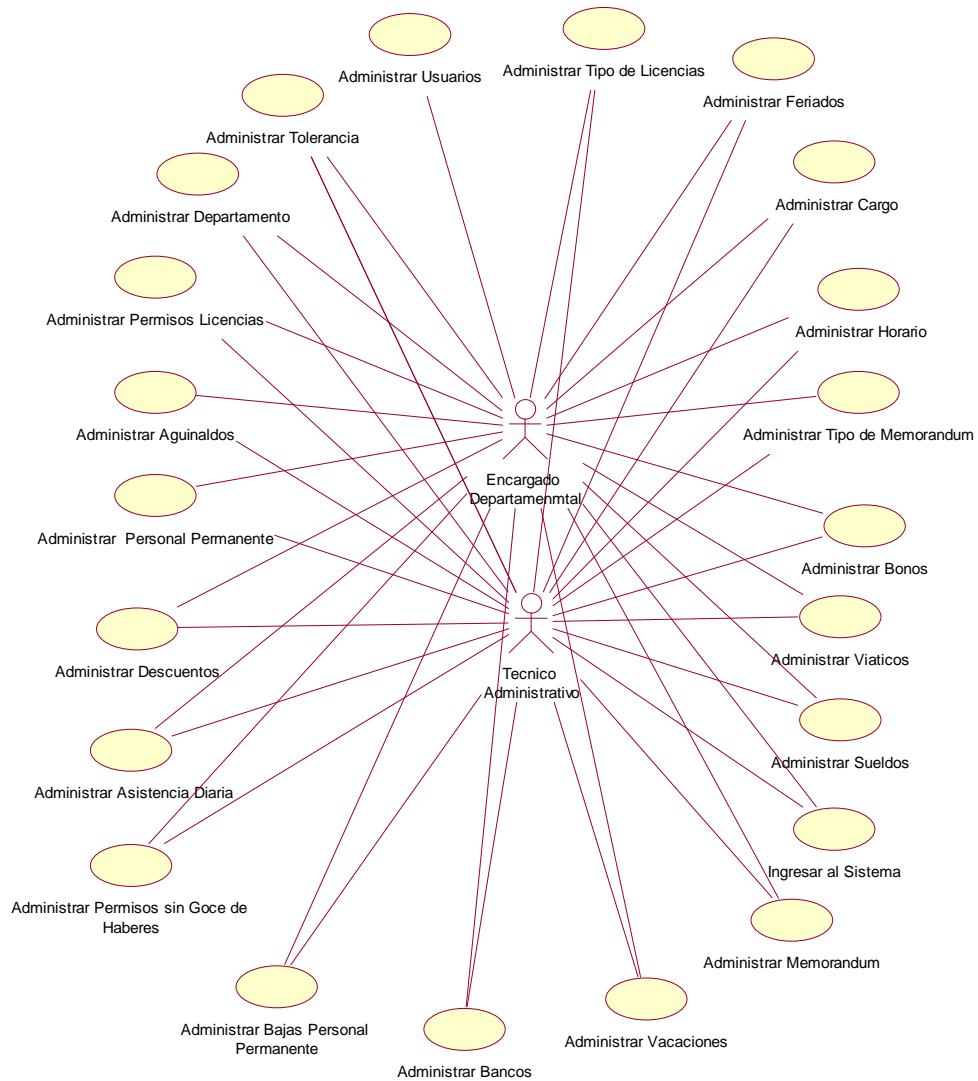 Administrar Usuarios
Administrar Tipo de Licencias
Administrar Feriados
Administrar Tolerancia
Administrar Departamento
Administrar Cargo
Administrar Permisos Licencias
Administrar Horario
Administrar Aguinaldos
Administrar Tipo de Memorandum
Encargado
Departamenmtal
Administrar Personal Permanente
Administrar Bonos
Administrar Descuentos
Tecnico
Administrativo
Administrar Viaticos
Administrar Asistencia Diaria
Administrar Sueldos
Administrar Permisos sin Goce de
Haberes
Ingresar al Sistema
Administrar Memorandum
Administrar Bajas Personal
Permanente
Administrar Bancos
Administrar Vacaciones